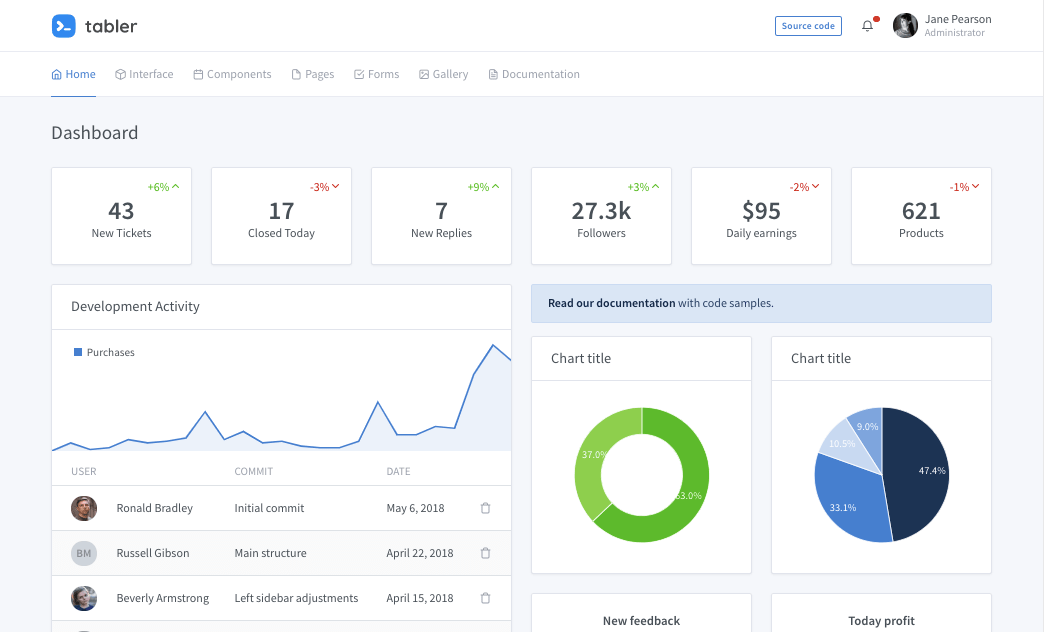 tabler
Source code
Jane Pearson
Administrator
Home Interface Components Pages Forms Gallery Documentation
Dashboard
+6%
43
New Tickets
-3%
17
Closed Today
+9%
7
New Replies
+3%
27.3k
Followers
-2%
$95
Daily earnings
-1%
621
Products
Development Activity
Purchases
USER COMMIT DATE
Ronald Bradley Initial commit May 6, 2018
BM Russell Gibson Main structure April 22, 2018
Beverly Armstrong Left sidebar adjustments April 15, 2018
Read our documentation with code samples.
Chart title
37.0%
63.0%
Chart title
9.0%
10.5%
47.4%
33.1%
New feedback
Today profit